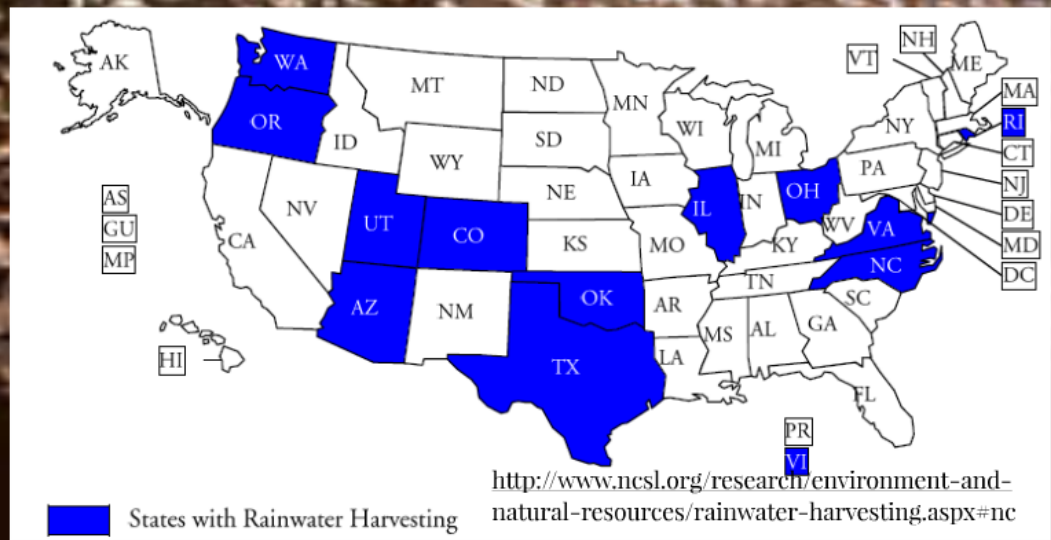 AK
WA
OR
ID
MT
ND
MN
SD
WY
NE
IA
WI
MI
NY
VT
NH
ME
MA
RI
CT
NJ
DE
MD
DC
PA
OH
IN
IL
WV
VA
KY
NC
TN
SC
GA
AL
MS
AR
LA
MO
KS
OK
TX
NM
CO
UT
AZ
NV
CA
FL
AS
GU
MP
HI
PR
VI
http://www.ncsl.org/research/environment-and-
natural-resources/rainwater-harvesting.aspx#nc
States with Rainwater Harvesting